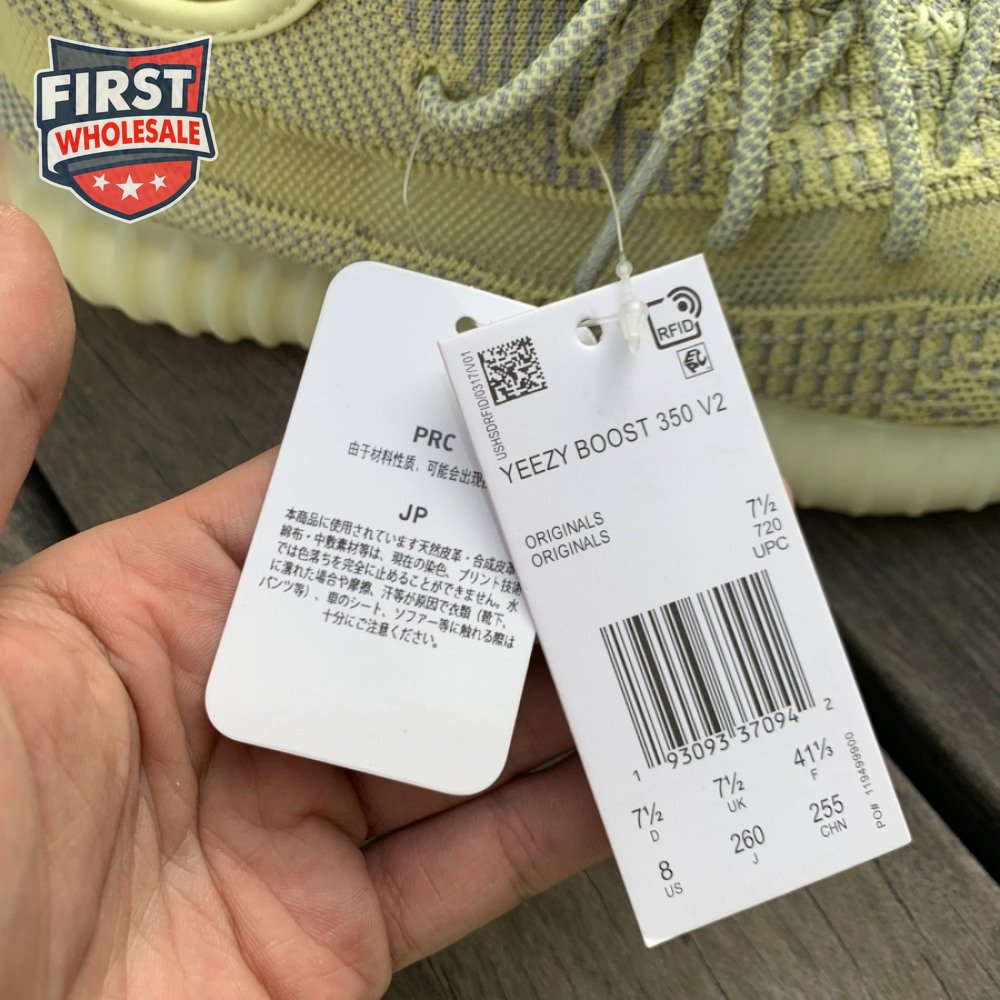 FIRST
WHOLESALE
PRC
由于材料性质，可能会出现
JP
本商品に使用されています天然皮革・合成皮革
綿布・中敷素材等は、現在の染色、プリント技術
では色落ちを完全に止めることができません。水
に濡れた場合や摩擦、汗等が原因で衣類（靴下、
パンツ等）、車のシート、ソファー等に触れる際は
十分にご注意ください。
USHSDRFID/0317/V01
RFID
YEEZY BOOST 350 V2
ORIGINALS
ORIGINALS
7½
720
UPC
1 93093 37094 2
7½ 7½ 41⅓
D UK F
8 260 255
US J CHN
PO# 119499900